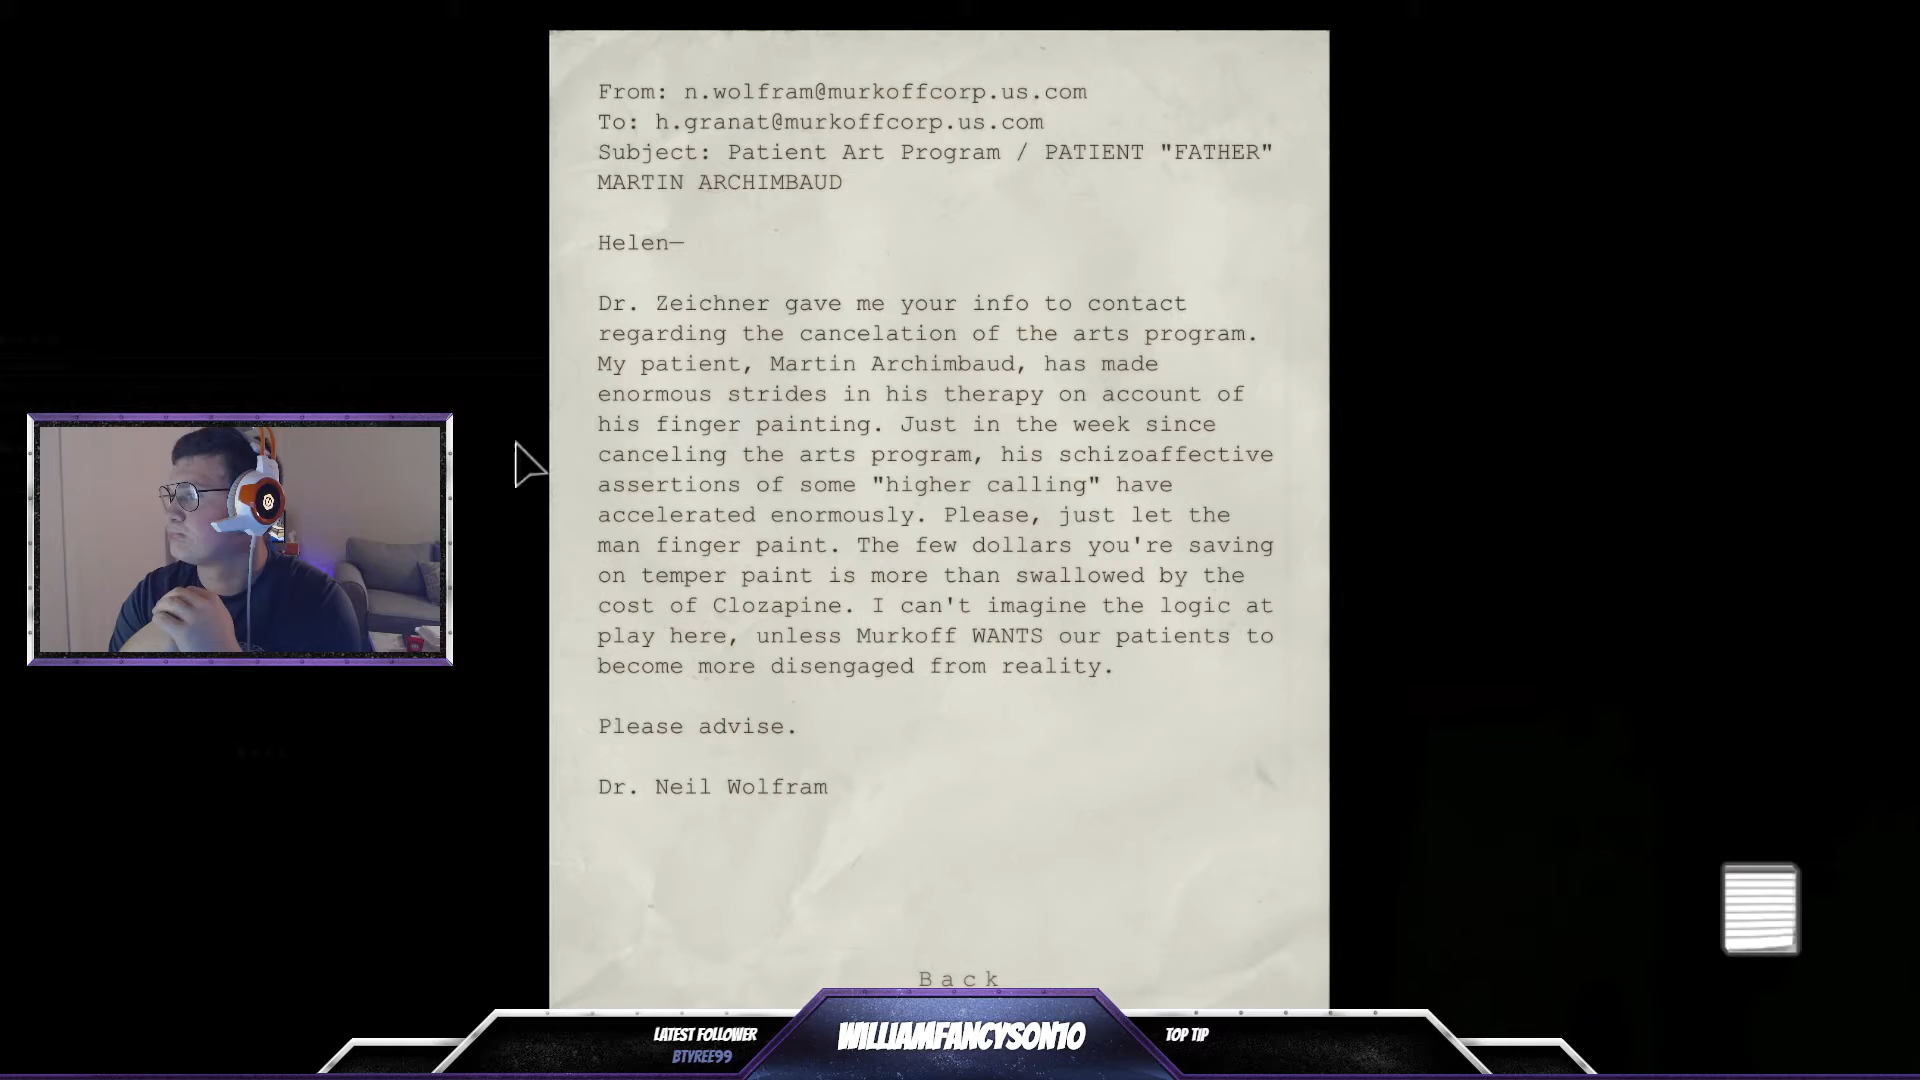 From: n.wolfram@murkoffcorp.us.com
To: h.granat@murkoffcorp.us.com
Subject: Patient Art Program / PATIENT "FATHER"
MARTIN ARCHIMBAUD
Helen—
Dr. Zeichner gave me your info to contact
regarding the cancelation of the arts program.
My patient, Martin Archimbaud, has made
enormous strides in his therapy on account of
his finger painting. Just in the week since
canceling the arts program, his schizoaffective
assertions of some "higher calling" have
accelerated enormously. Please, just let the
man finger paint. The few dollars you're saving
on temper paint is more than swallowed by the
cost of Clozapine. I can't imagine the logic at
play here, unless Murkoff WANTS our patients to
become more disengaged from reality.
Please advise.
Dr. Neil Wolfram
Back
LATEST FOLLOWER
BTYREE99
WILLIAMFANCYSON10
TOP TIP